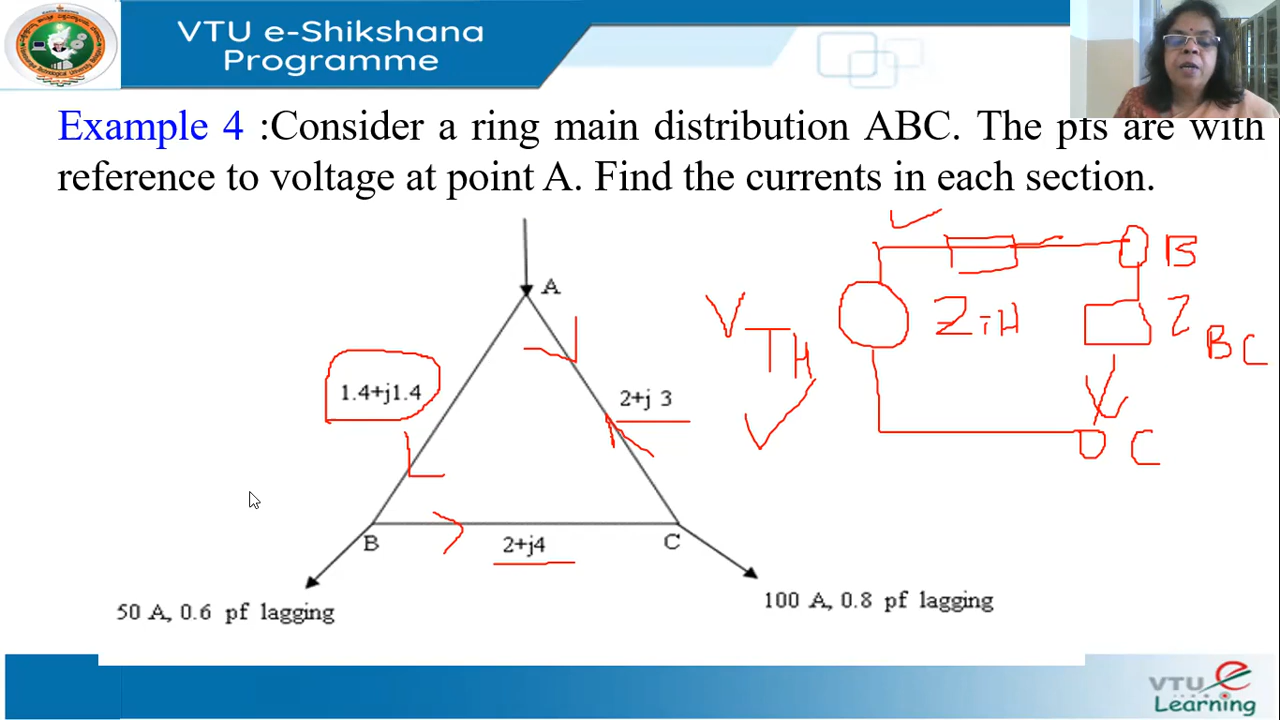 VTU e-Shikshana
Programme
Example 4 :Consider a ring main distribution ABC. The pfs are with
reference to voltage at point A. Find the currents in each section.
A
1.4+j1.4
2+j 3
B
2+j4
C
50 A, 0.6 pf lagging
100 A, 0.8 pf lagging
V TH
Z TH
B
Z BC
C
VTU e
Learning